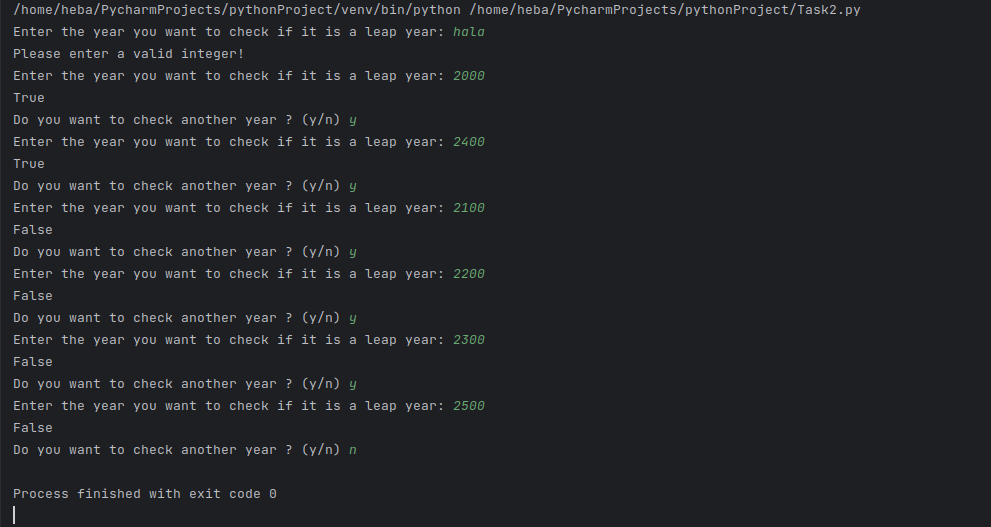 /home/heba/PycharmProjects/pythonProject/venv/bin/python /home/heba/PycharmProjects/pythonProject/Task2.py
Enter the year you want to check if it is a leap year: hala
Please enter a valid integer!
Enter the year you want to check if it is a leap year: 2000
True
Do you want to check another year ? (y/n) y
Enter the year you want to check if it is a leap year: 2400
True
Do you want to check another year ? (y/n) y
Enter the year you want to check if it is a leap year: 2100
False
Do you want to check another year ? (y/n) y
Enter the year you want to check if it is a leap year: 2200
False
Do you want to check another year ? (y/n) y
Enter the year you want to check if it is a leap year: 2300
False
Do you want to check another year ? (y/n) y
Enter the year you want to check if it is a leap year: 2500
False
Do you want to check another year ? (y/n) n
Process finished with exit code 0